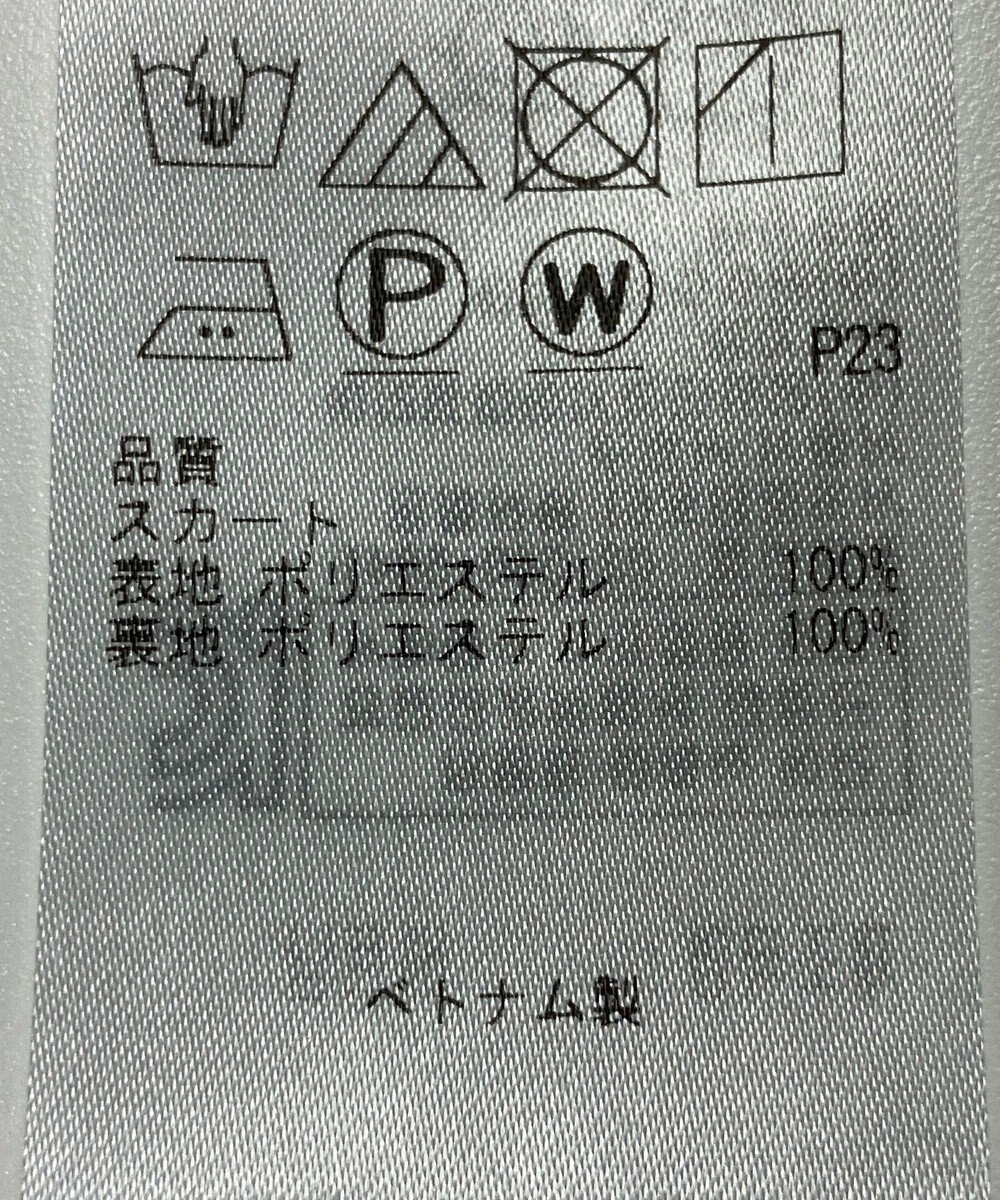 P W
P23
品質
スカート
表地 ポリエステル 100%
裏地 ポリエステル 100%
ベトナム製